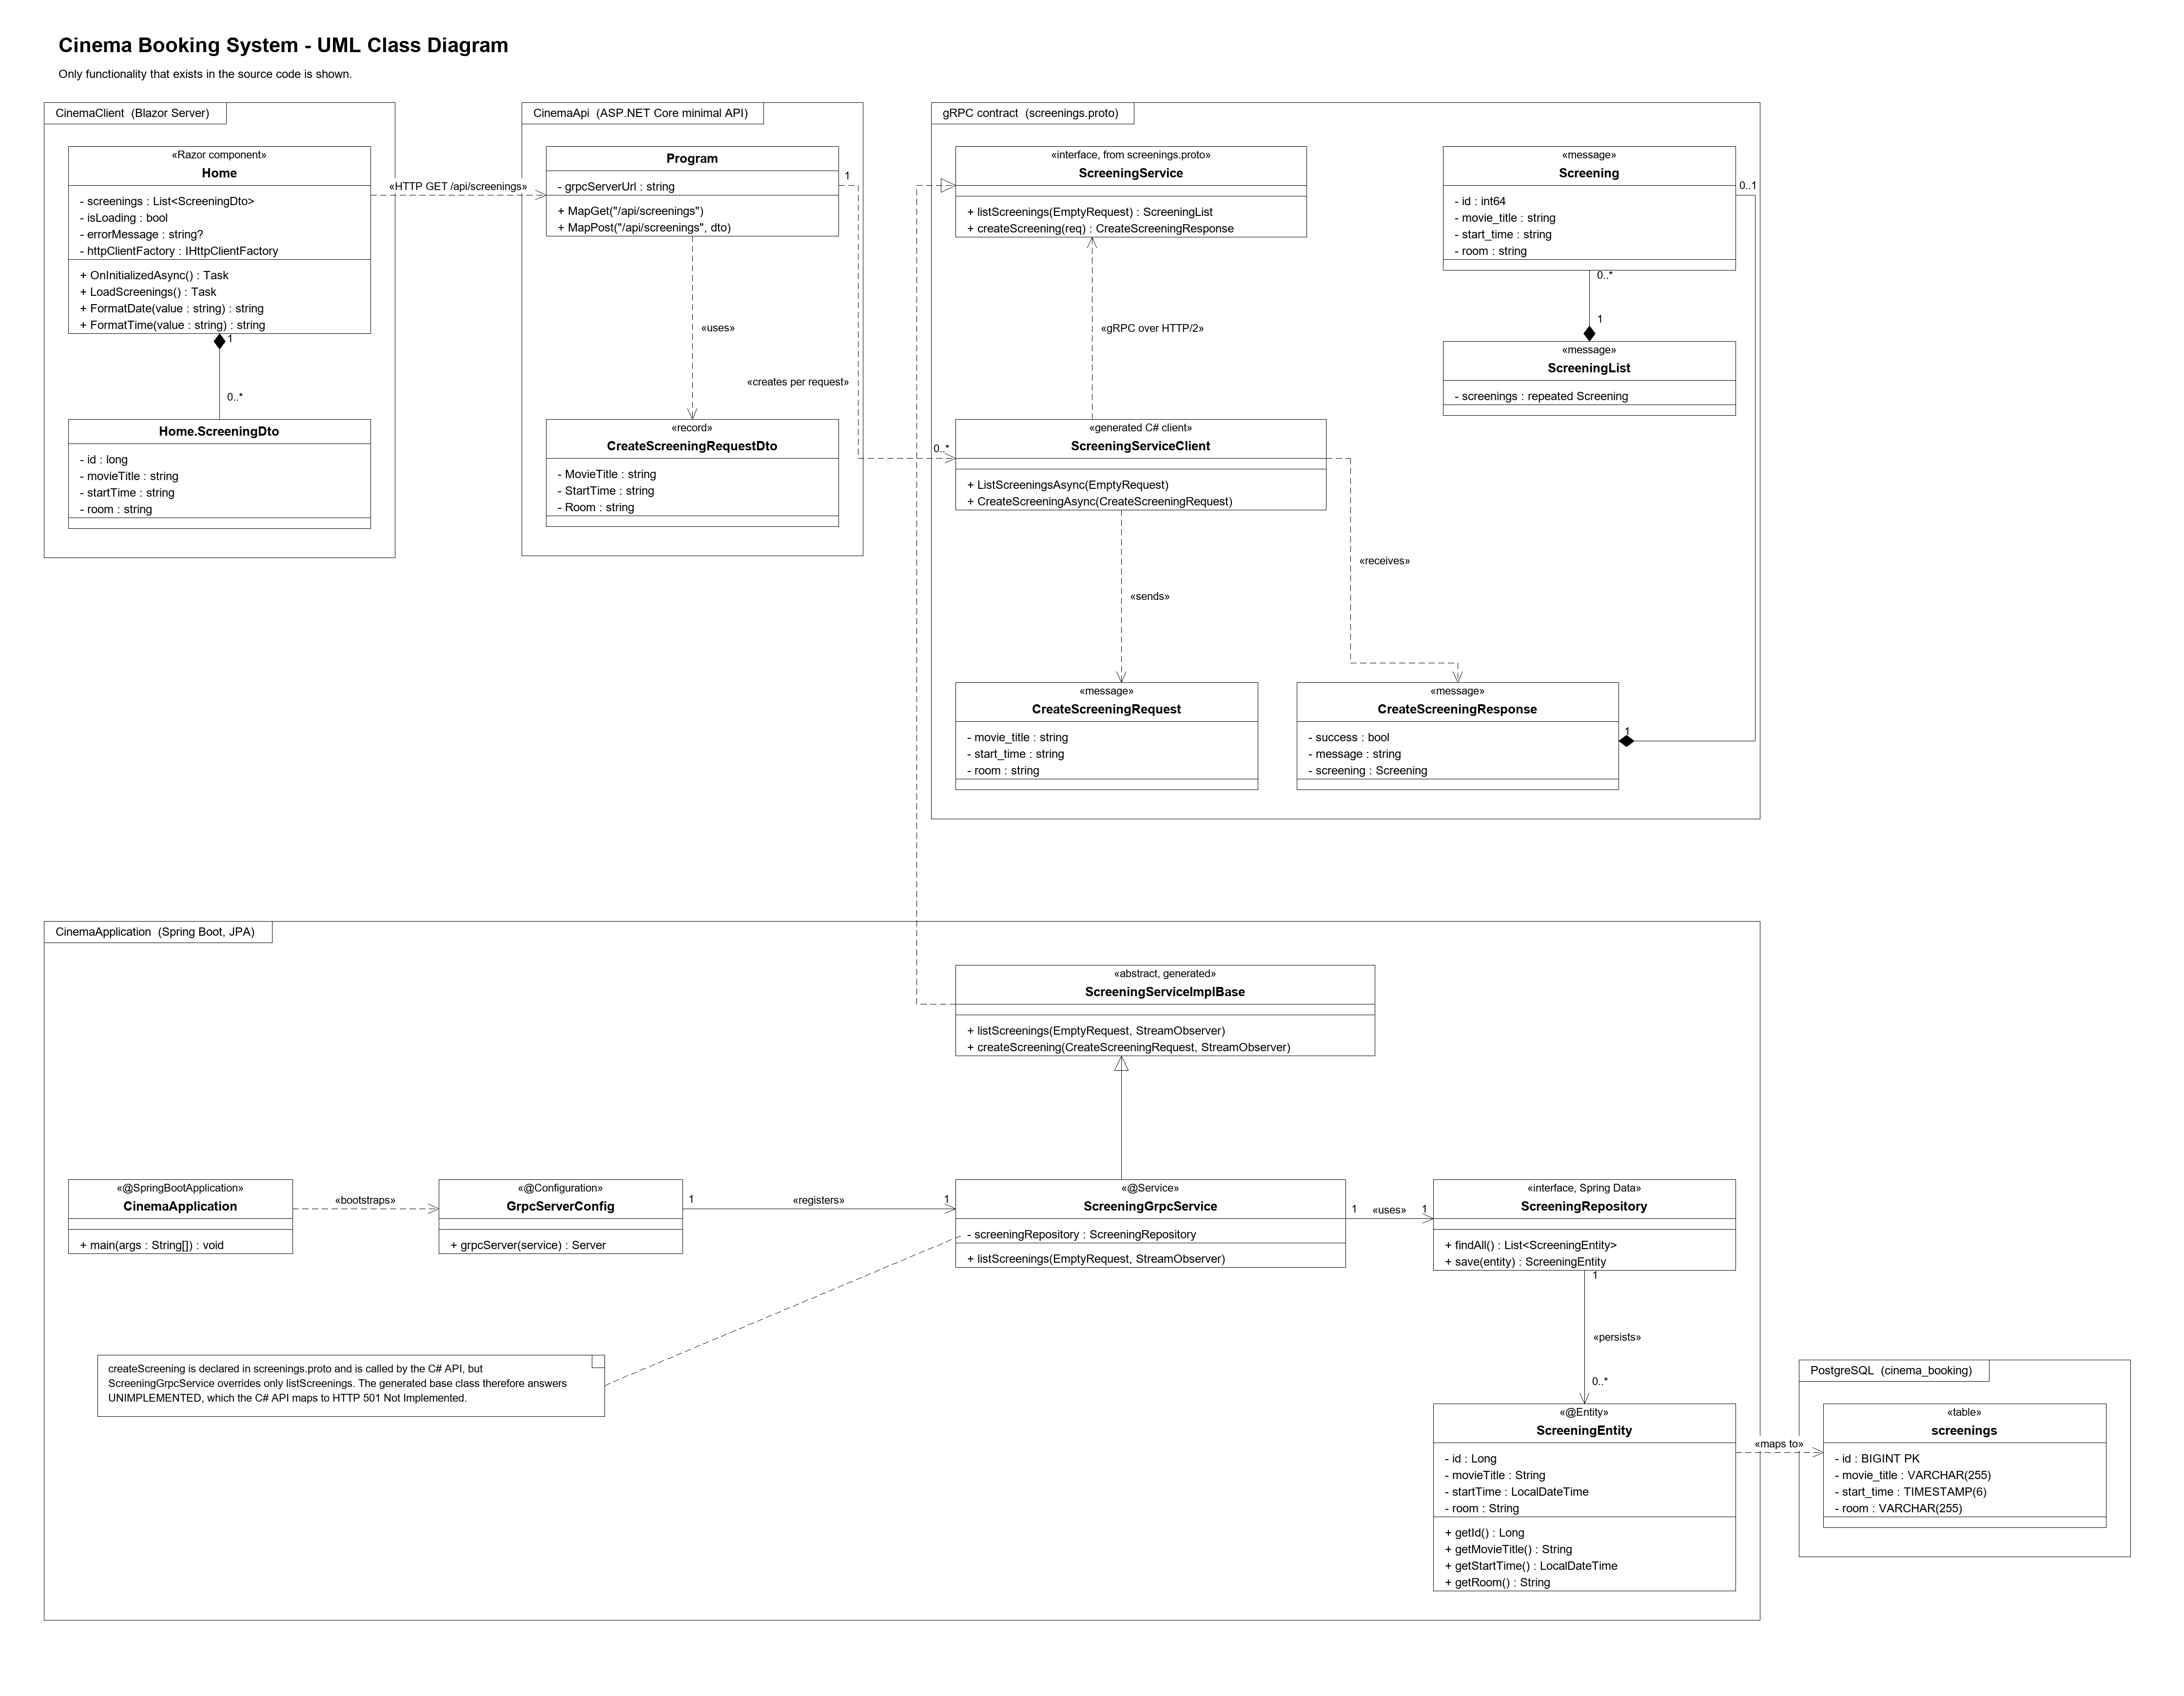 Cinema Booking System - UML Class Diagram
Only functionality that exists in the source code is shown.
CinemaClient (Blazor Server)
«Razor component»
Home
- screenings : List<ScreeningDto>
- isLoading : bool
- errorMessage : string?
- httpClientFactory : IHttpClientFactory
+ OnInitializedAsync() : Task
+ LoadScreenings() : Task
+ FormatDate(value : string) : string
+ FormatTime(value : string) : string
1
0..*
Home.ScreeningDto
- id : long
- movieTitle : string
- startTime : string
- room : string
«HTTP GET /api/screenings»
CinemaApi (ASP.NET Core minimal API)
Program
- grpcServerUrl : string
+ MapGet("/api/screenings")
+ MapPost("/api/screenings", dto)
1
«uses»
«creates per request»
0..*
«record»
CreateScreeningRequestDto
- MovieTitle : string
- StartTime : string
- Room : string
gRPC contract (screenings.proto)
«interface, from screenings.proto»
ScreeningService
+ listScreenings(EmptyRequest) : ScreeningList
+ createScreening(req) : CreateScreeningResponse
«gRPC over HTTP/2»
«generated C# client»
ScreeningServiceClient
+ ListScreeningsAsync(EmptyRequest)
+ CreateScreeningAsync(CreateScreeningRequest)
«message»
Screening
- id : int64
- movie_title : string
- start_time : string
- room : string
0..1
0..*
1
«message»
ScreeningList
- screenings : repeated Screening
«receives»
«sends»
«message»
CreateScreeningRequest
- movie_title : string
- start_time : string
- room : string
«message»
CreateScreeningResponse
- success : bool
- message : string
- screening : Screening
1
CinemaApplication (Spring Boot, JPA)
«abstract, generated»
ScreeningServiceImplBase
+ listScreenings(EmptyRequest, StreamObserver)
+ createScreening(CreateScreeningRequest, StreamObserver)
«@SpringBootApplication»
CinemaApplication
+ main(args : String[]) : void
«bootstraps»
«@Configuration»
GrpcServerConfig
+ grpcServer(service) : Server
1
«registers»
1
«@Service»
ScreeningGrpcService
- screeningRepository : ScreeningRepository
+ listScreenings(EmptyRequest, StreamObserver)
1
«uses»
1
«interface, Spring Data»
ScreeningRepository
+ findAll() : List<ScreeningEntity>
+ save(entity) : ScreeningEntity
1
«persists»
0..*
createScreening is declared in screenings.proto and is called by the C# API, but
ScreeningGrpcService overrides only listScreenings. The generated base class therefore answers
UNIMPLEMENTED, which the C# API maps to HTTP 501 Not Implemented.
«@Entity»
ScreeningEntity
- id : Long
- movieTitle : String
- startTime : LocalDateTime
- room : String
+ getId() : Long
+ getMovieTitle() : String
+ getStartTime() : LocalDateTime
+ getRoom() : String
«maps to»
PostgreSQL (cinema_booking)
«table»
screenings
- id : BIGINT PK
- movie_title : VARCHAR(255)
- start_time : TIMESTAMP(6)
- room : VARCHAR(255)